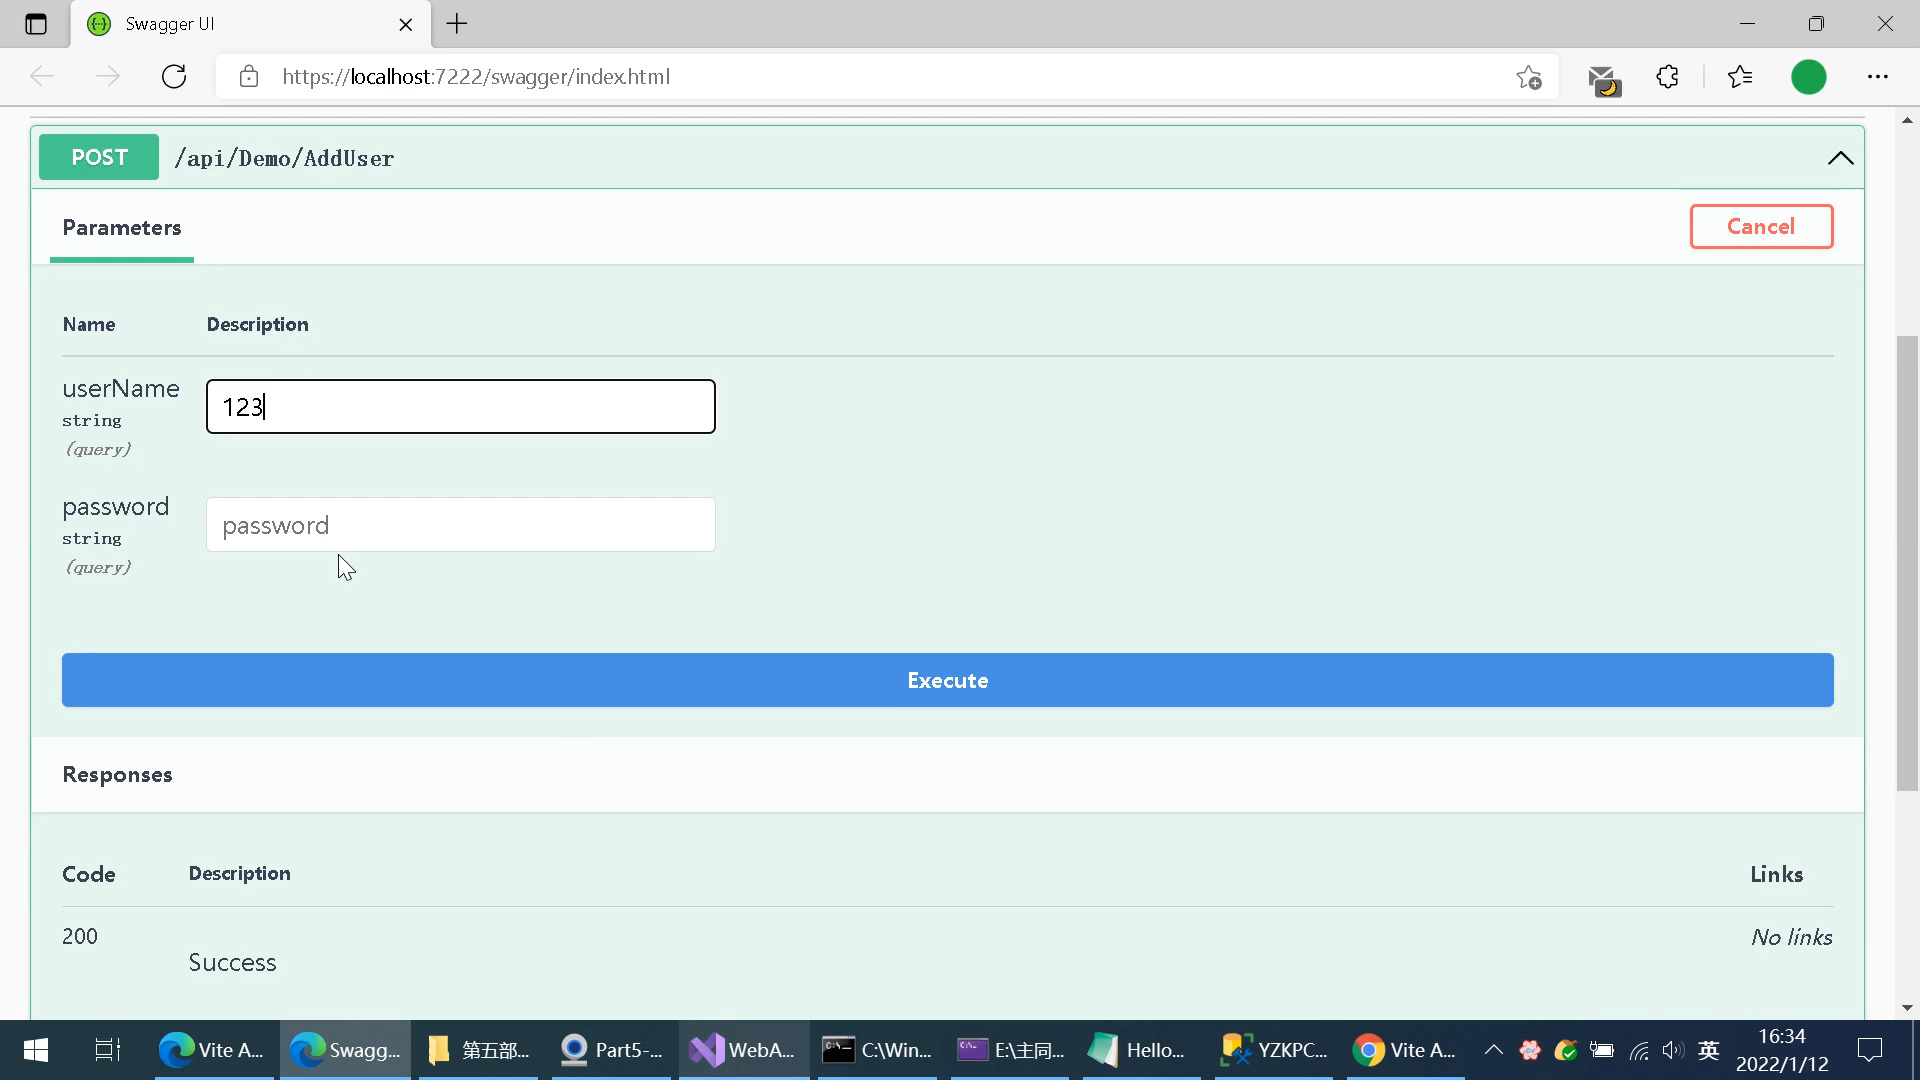 Swagger UI
https://localhost:7222/swagger/index.html
POST /api/Demo/AddUser
Parameters
Cancel
Name Description
userName
string
(query)
123
password
string
(query)
password
Execute
Responses
Code Description Links
200 Success No links
Vite A... Swagg... 第五部... Part5-... WebA... C:\Win... E:\主同... Hello... YZKPC... Vite A... 英 16:34
2022/1/12